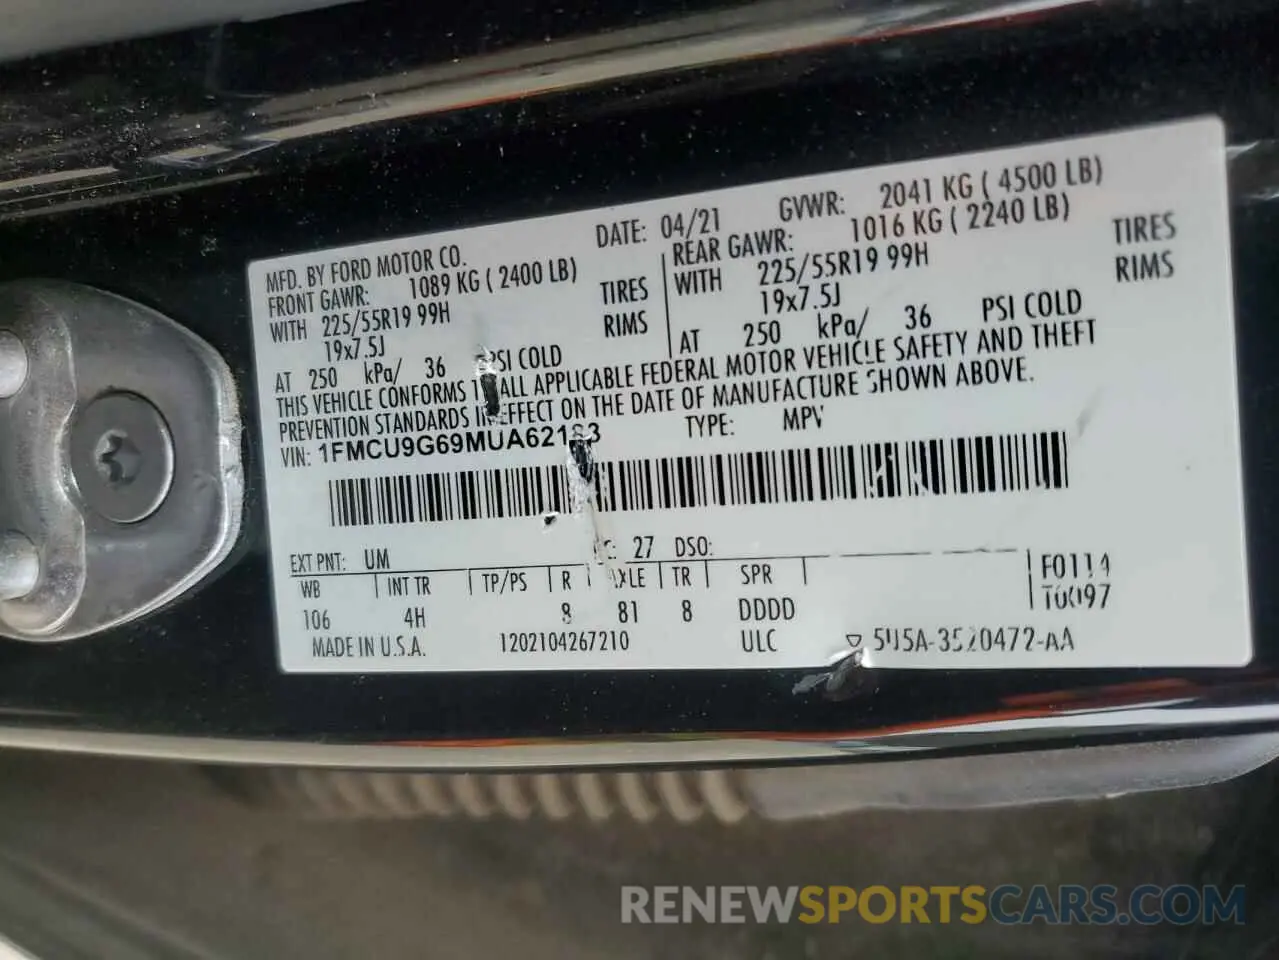 MFD. BY FORD MOTOR CO. DATE: 04/21 GVWR: 2041 KG ( 4500 LB)
FRONT GAWR: 1089 KG ( 2400 LB) REAR GAWR: 1016 KG ( 2240 LB)
WITH 225/55R19 99H TIRES WITH 225/55R19 99H TIRES
19x7.5J RIMS 19x7.5J RIMS
AT 250 kPa/ 36 PSI COLD AT 250 kPa/ 36 PSI COLD
THIS VEHICLE CONFORMS TO ALL APPLICABLE FEDERAL MOTOR VEHICLE SAFETY AND THEFT
PREVENTION STANDARDS IN EFFECT ON THE DATE OF MANUFACTURE SHOWN ABOVE.
VIN: 1FMCU9G69MUA62183 TYPE: MPV
EXT PNT: UM RC: 27 DSO:
WB INT TR TP/PS R AXLE TR SPR F0114
106 4H 8 81 8 DDDD T0097
MADE IN U.S.A. 1202104267210 ULC 5U5A-3520472-AA
RENEWSPORTSCARS.COM